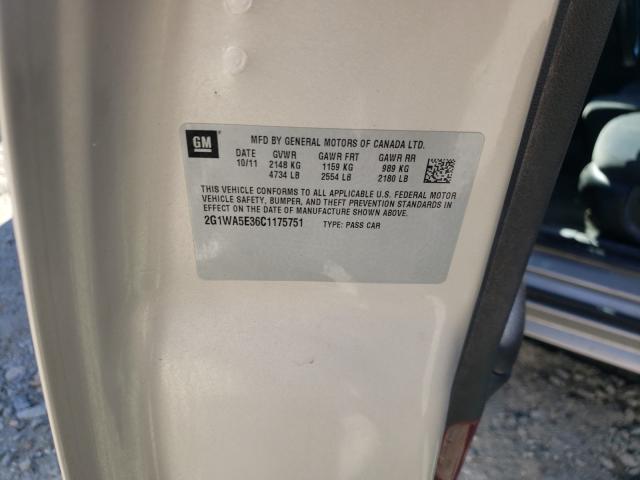 GM MFD BY GENERAL MOTORS OF CANADA LTD.
DATE GVWR GAWR FRT GAWR RR
10/11 2148 KG 1159 KG 989 KG
4734 LB 2554 LB 2180 LB
THIS VEHICLE CONFORMS TO ALL APPLICABLE U.S. FEDERAL MOTOR
VEHICLE SAFETY, BUMPER, AND THEFT PREVENTION STANDARDS IN
EFFECT ON THE DATE OF MANUFACTURE SHOWN ABOVE.
2G1WA5E36C1175751 TYPE: PASS CAR